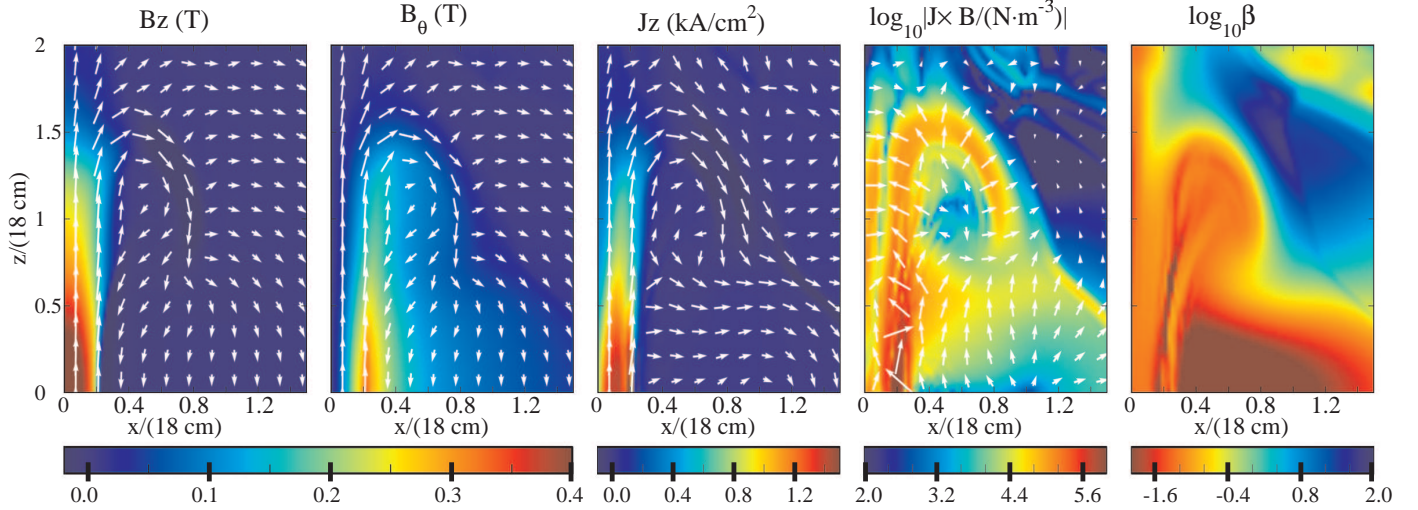 Bz (T) B_θ (T) Jz (kA/cm²) log₁₀|J× B/(N·m⁻³)| log₁₀β
2
1.5
z/(18 cm)
1
0.5
0
0 0.4 0.8 1.2 0 0.4 0.8 1.2 0 0.4 0.8 1.2 0 0.4 0.8 1.2 0 0.4 0.8 1.2
x/(18 cm) x/(18 cm) x/(18 cm) x/(18 cm) x/(18 cm)
0.0 0.1 0.2 0.3 0.4 0.0 0.4 0.8 1.2 2.0 3.2 4.4 5.6 -1.6 -0.4 0.8 2.0